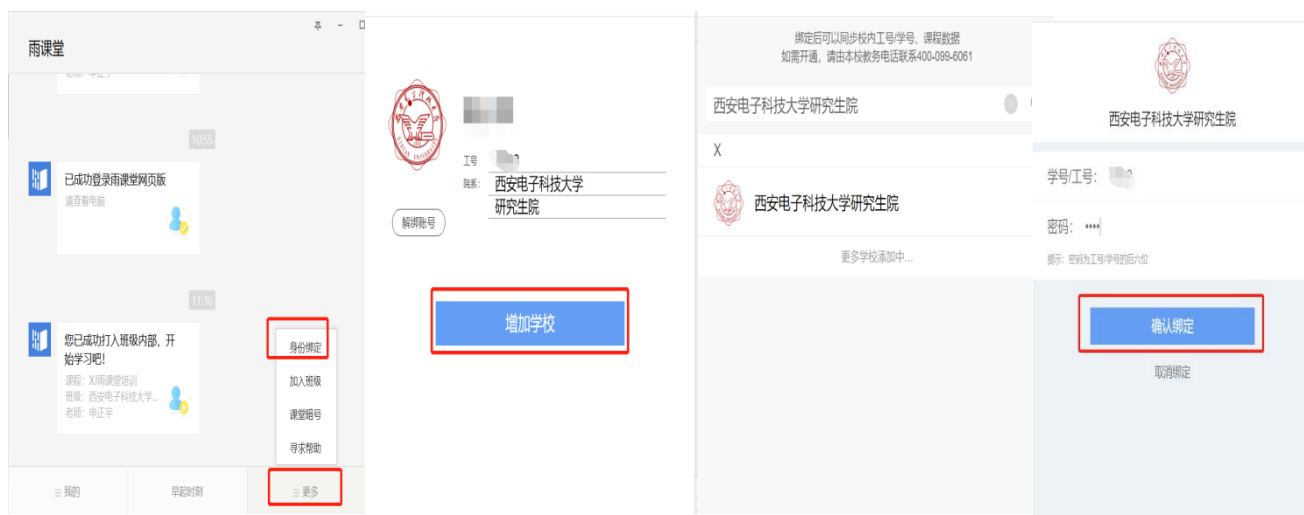 雨课堂
10:55
已成功登录雨课堂网页版
请查看电脑
11:36
您已成功打入班级内部，开
始学习吧！
课程：XJ雨课堂培训
班级：西安电子科技大学...
老师：申正宇
身份绑定
加入班级
课堂暗号
寻求帮助
我的
早起时刻
更多
工号
院系：
西安电子科技大学
研究生院
解绑账号
增加学校
绑定后可以同步校内工号/学号、课程数据
如需开通，请由本校教务电话联系400-099-6061
西安电子科技大学研究生院
X
西安电子科技大学研究生院
更多学校添加中...
西安电子科技大学研究生院
学号/工号：
密码：
提示：密码为工号/学号的后六位
确认绑定
取消绑定